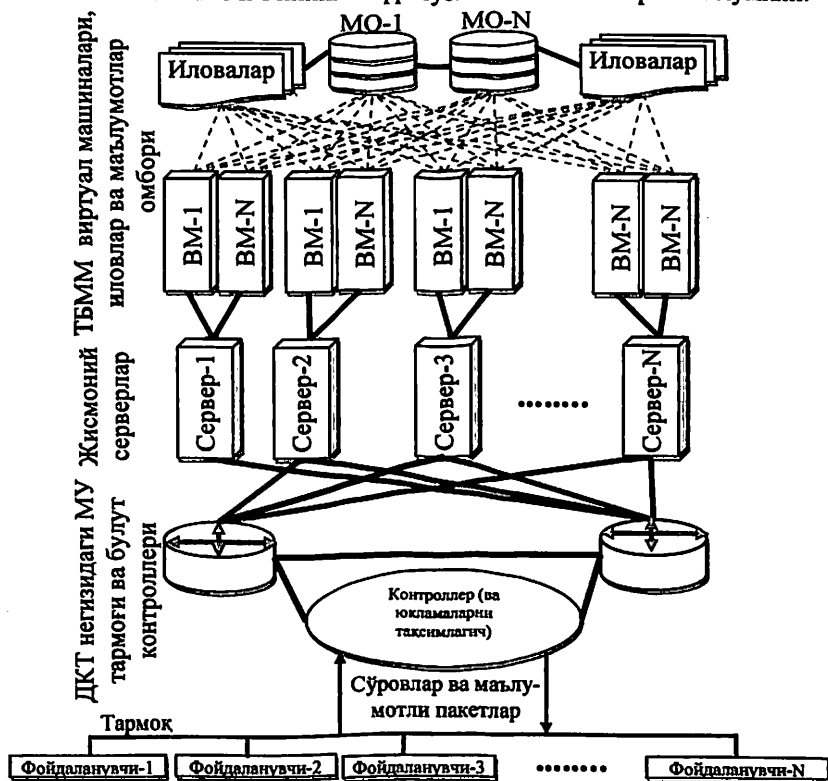 МО-1 МО-N
Иловалар Иловалар
ТБММ виртуал машиналари,
иловлар ва маълумотлар
омбори
ВМ-1 ВМ-N ВМ-1 ВМ-N ВМ-1 ВМ-N ВМ-N ВМ-N
Жисмоний
серверлар
Сервер-1 Сервер-2 Сервер-3 ........ Сервер-N
ДКТ негизидаги МУ
тармоғи ва булут
контроллери
Контроллер (ва
юкламаларни
тақсимлагич)
Сўровлар ва маълу-
мотли пакетлар
Тармоқ
Фойдаланувчи-1 Фойдаланувчи-2 Фойдаланувчи-3 ........ Фойдаланувчи-N